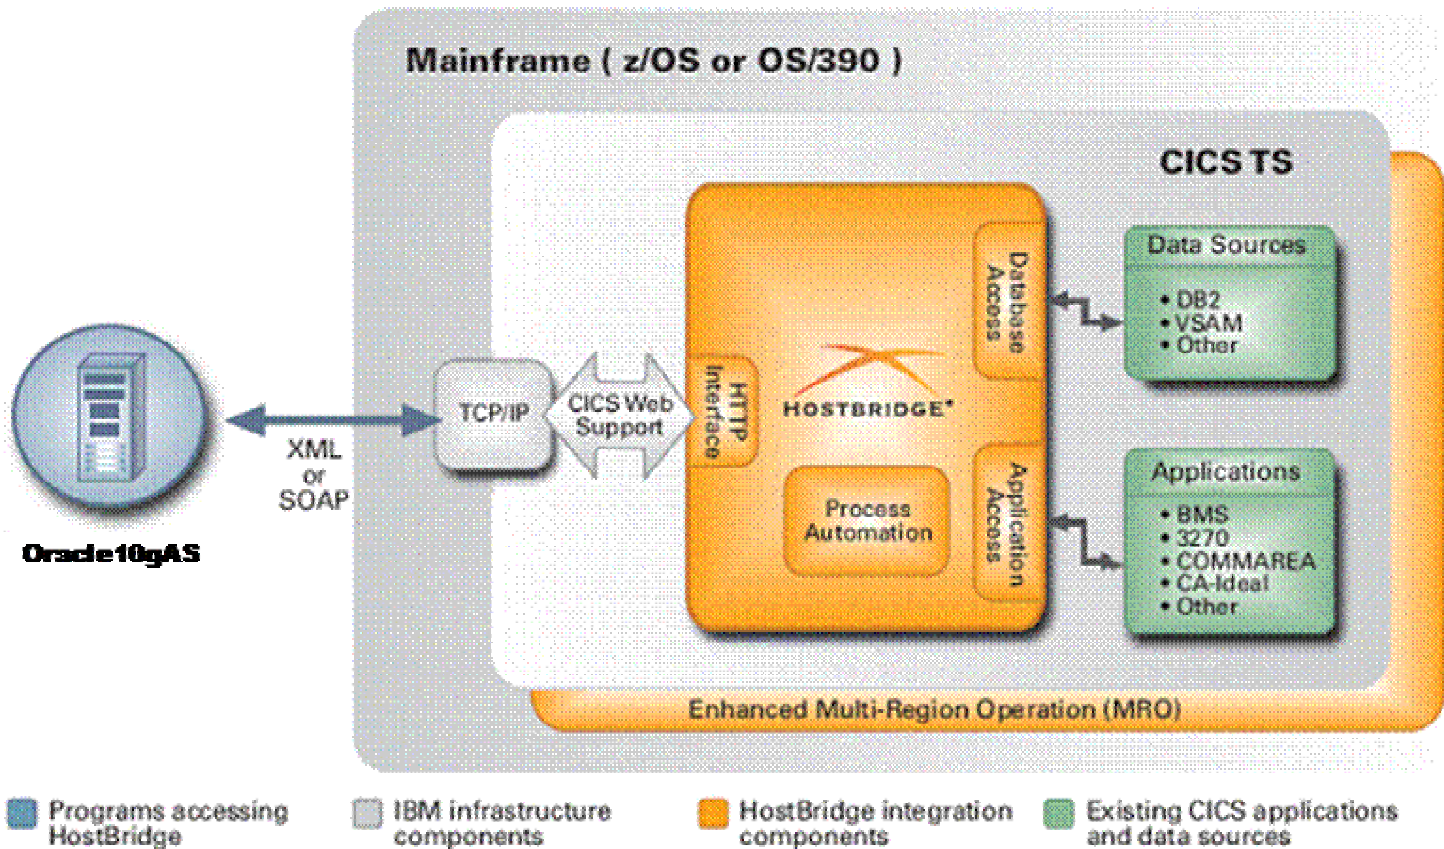 Mainframe ( z/OS or OS/390 )
CICS TS
Data Sources
• DB2
• VSAM
• Other
Database
Access
HTTP
Interface
HOSTBRIDGE
TCP/IP
CICS Web
Support
XML
or
SOAP
Oracle10gAS
Process
Automation
Application
Access
Applications
• BMS
• 3270
• COMMAREA
• CA-Ideal
• Other
Enhanced Multi-Region Operation (MRO)
Programs accessing
HostBridge
IBM infrastructure
components
HostBridge integration
components
Existing CICS applications
and data sources